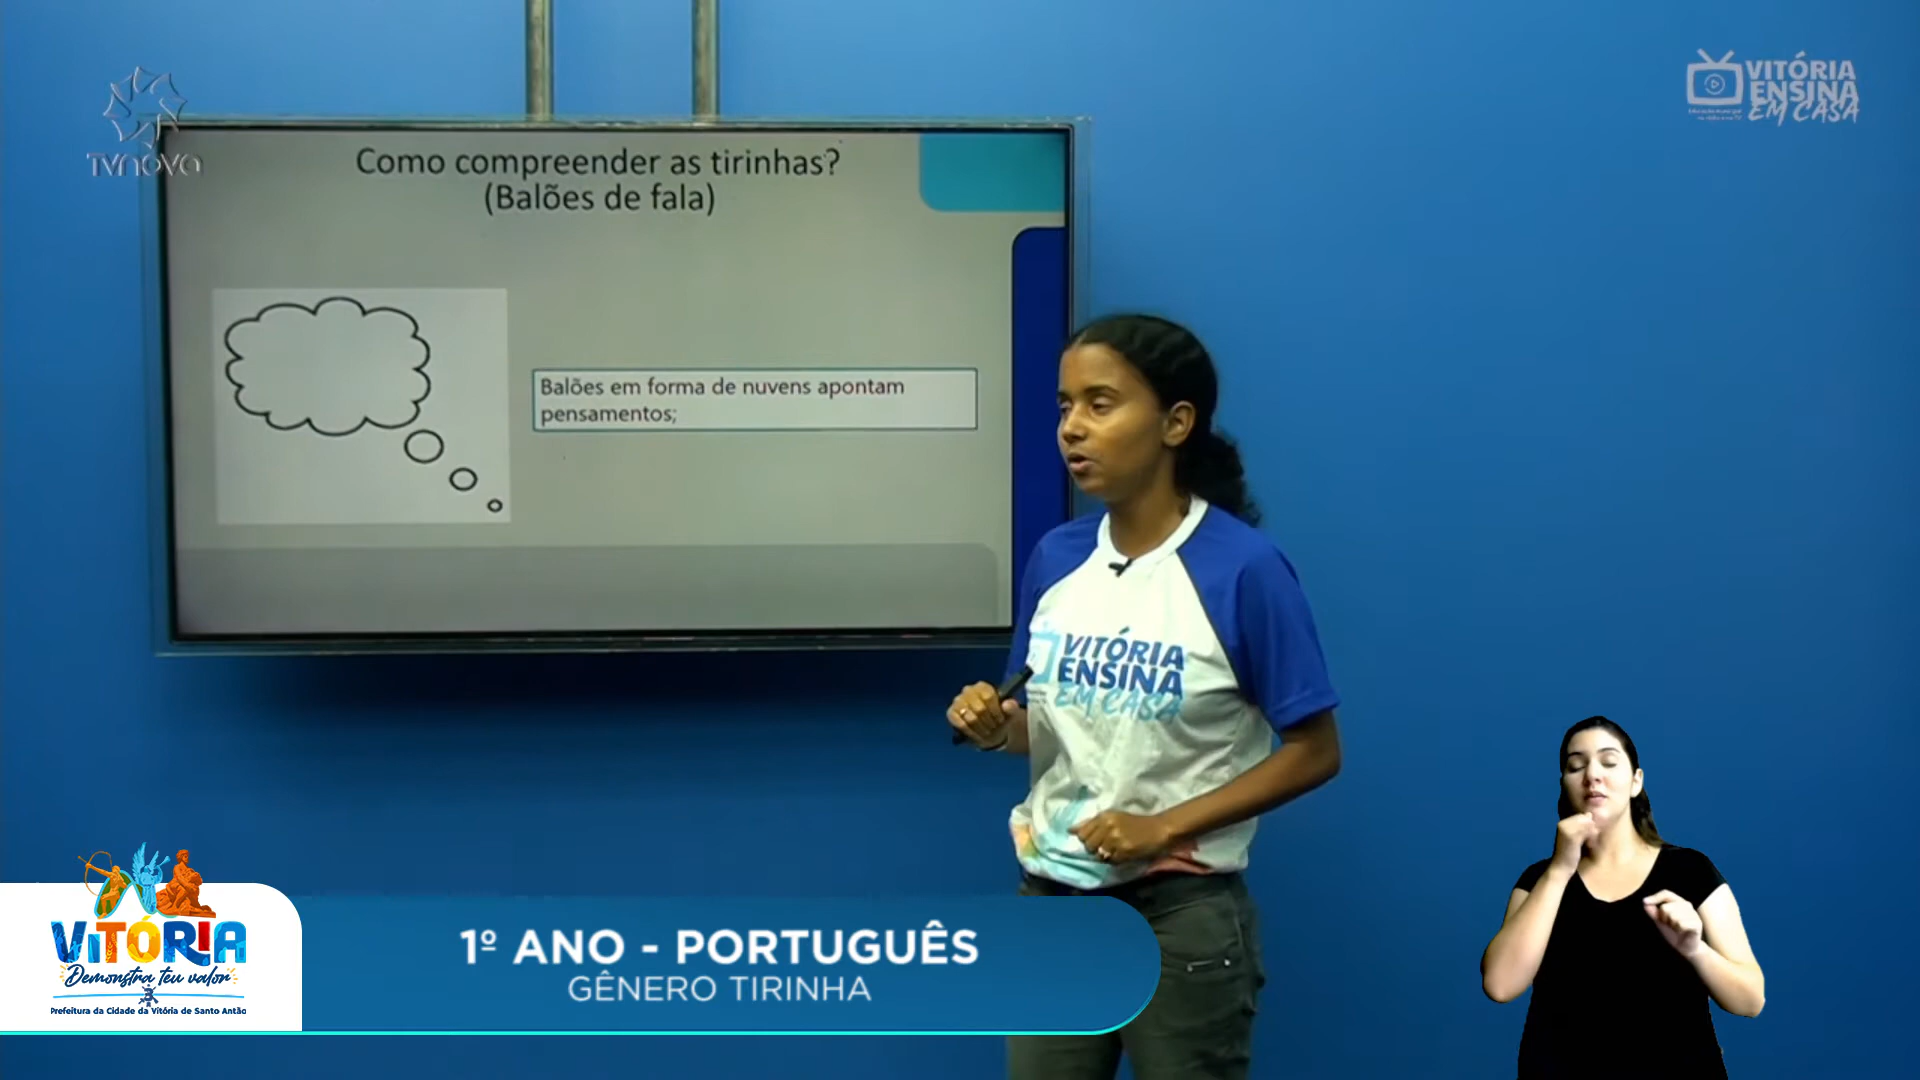 TVNOVA
VITÓRIA
ENSINA
EM CASA
Como compreender as tirinhas?
(Balões de fala)
Balões em forma de nuvens apontam
pensamentos;
VITÓRIA
ENSINA
EM CASA
VITÓRIA
Demonstra teu valor
Prefeitura da Cidade da Vitória de Santo Antão
1º ANO - PORTUGUÊS
GÊNERO TIRINHA